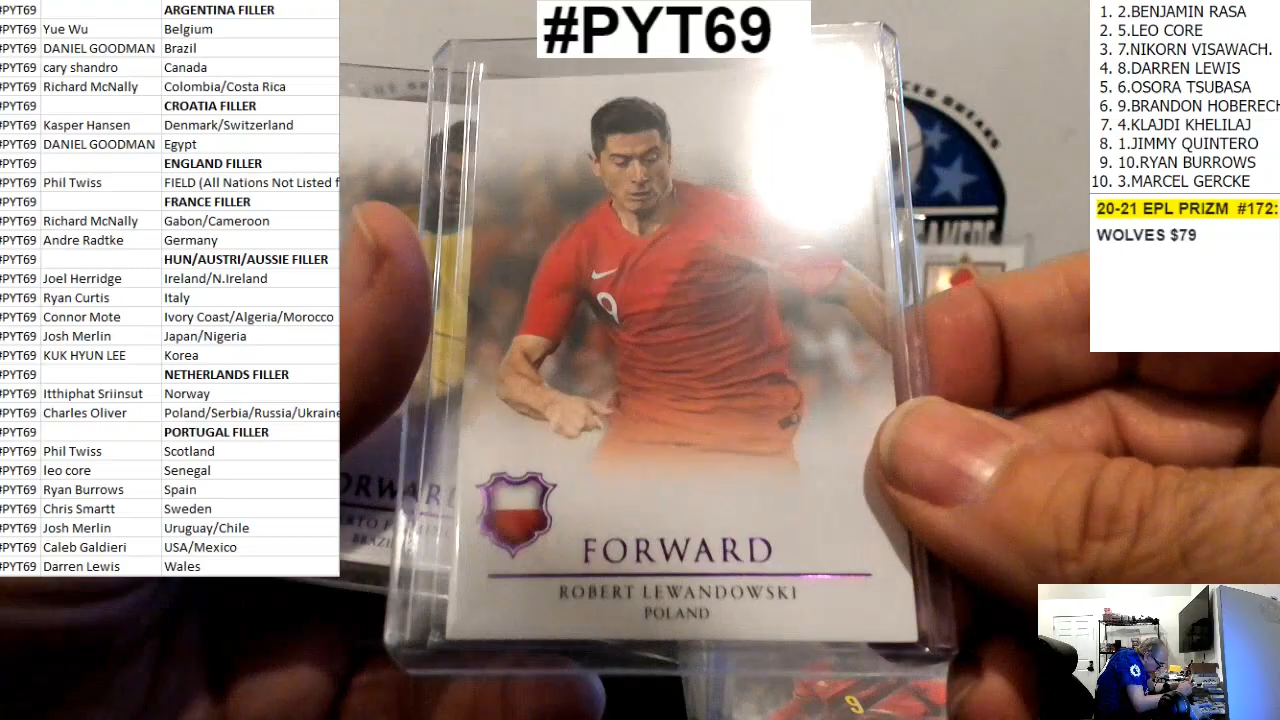 #PYT69 ARGENTINA FILLER
#PYT69 Yue Wu Belgium
#PYT69 DANIEL GOODMAN Brazil
#PYT69 cary shandro Canada
#PYT69 Richard McNally Colombia/Costa Rica
#PYT69 CROATIA FILLER
#PYT69 Kasper Hansen Denmark/Switzerland
#PYT69 DANIEL GOODMAN Egypt
#PYT69 ENGLAND FILLER
#PYT69 Phil Twiss FIELD (All Nations Not Listed f
#PYT69 FRANCE FILLER
#PYT69 Richard McNally Gabon/Cameroon
#PYT69 Andre Radtke Germany
#PYT69 HUN/AUSTRI/AUSSIE FILLER
#PYT69 Joel Herridge Ireland/N.Ireland
#PYT69 Ryan Curtis Italy
#PYT69 Connor Mote Ivory Coast/Algeria/Morocco
#PYT69 Josh Merlin Japan/Nigeria
#PYT69 KUK HYUN LEE Korea
#PYT69 NETHERLANDS FILLER
#PYT69 Itthiphat Sriinsut Norway
#PYT69 Charles Oliver Poland/Serbia/Russia/Ukraine
#PYT69 PORTUGAL FILLER
#PYT69 Phil Twiss Scotland
#PYT69 leo core Senegal
#PYT69 Ryan Burrows Spain
#PYT69 Chris Smartt Sweden
#PYT69 Josh Merlin Uruguay/Chile
#PYT69 Caleb Galdieri USA/Mexico
#PYT69 Darren Lewis Wales
#PYT69
9
FORWARD
ROBERT LEWANDOWSKI
POLAND
9
1. 2.BENJAMIN RASA
2. 5.LEO CORE
3. 7.NIKORN VISAWACH.
4. 8.DARREN LEWIS
5. 6.OSORA TSUBASA
6. 9.BRANDON HOBERECH
7. 4.KLAJDI KHELILAJ
8. 1.JIMMY QUINTERO
9. 10.RYAN BURROWS
10. 3.MARCEL GERCKE
20-21 EPL PRIZM #172:
WOLVES $79